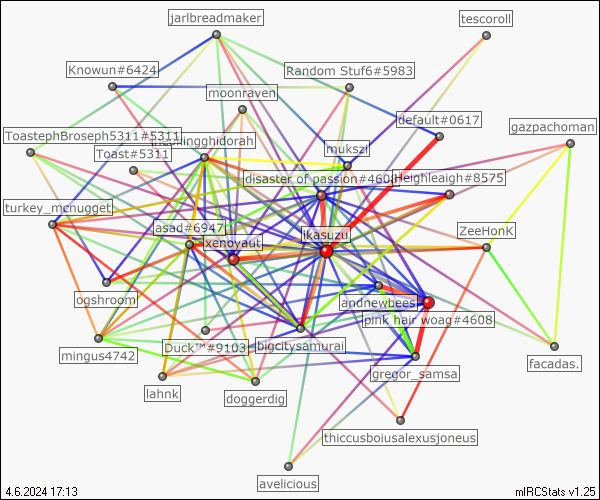 jarlbreadmaker
tescoroll
Knowun#6424
Random Stuf6#5983
moonraven
default#0617
gazpachoman
ToastephBroseph5311#5311
Toast#5311
mukszi
disaster of passion#460
Heighleaigh#8575
turkey_mcnugget
asad#6947
xenoyaut
ikasuzu
ZeeHonK
ogshroom
andnewbees
pink hair woag#4608
mingus4742
Duck™#9103
bigcitysamurai
facadas.
gregor_samsa
lahnk
doggerdig
thiccusboiusalexusjoneus
avelicious
4.6.2024 17:13
mIRCStats v1.25